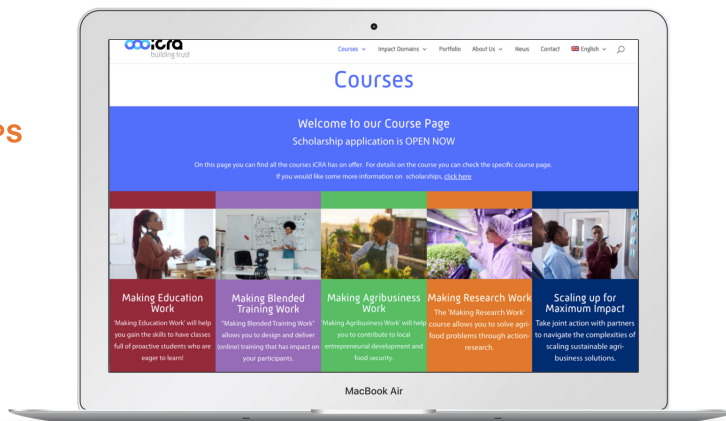 PS
icra
building trust
Courses
Impact Domains
Portfolio
About Us
News
Contact
English
Courses
Welcome to our Course Page
Scholarship application is OPEN NOW
On this page you can find all the courses iCRA has on offer. For details on the course you can check the specific course page.
If you would like some more information on scholarships, click here
Making Education
Work
'Making Education Work' will help
you gain the skills to have classes
full of proactive students who are
eager to learn!
Making Blended
Training Work
"Making Blended Training Work"
allows you to design and deliver
(online) training that has impact on
your participants.
Making Agribusiness
Work
'Making Agribusiness Work' will help
you to contribute to local
entrepreneurial development and
food security.
Making Research Work
The 'Making Research Work'
course allows you to solve agri-
food problems through action-
research.
Scaling up for
Maximum Impact
Take joint action with partners
to navigate the complexities of
scaling sustainable agri-
business solutions.
MacBook Air